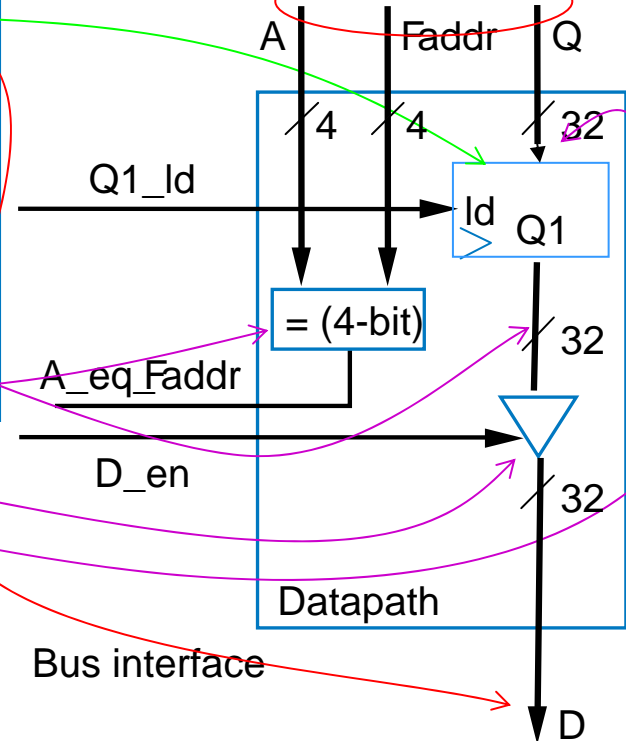 A Faddr Q
4 4 32
Q1_ld
ld
Q1
= (4-bit)
32
A_eq_Faddr
D_en
32
Datapath
Bus interface
D